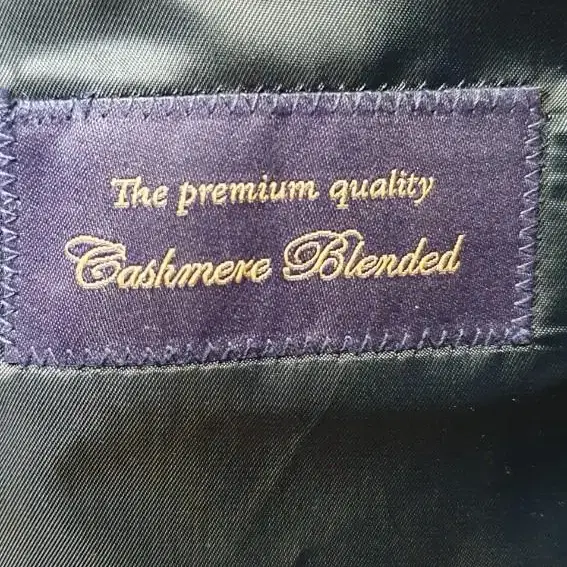 The premium quality
Cashmere Blended